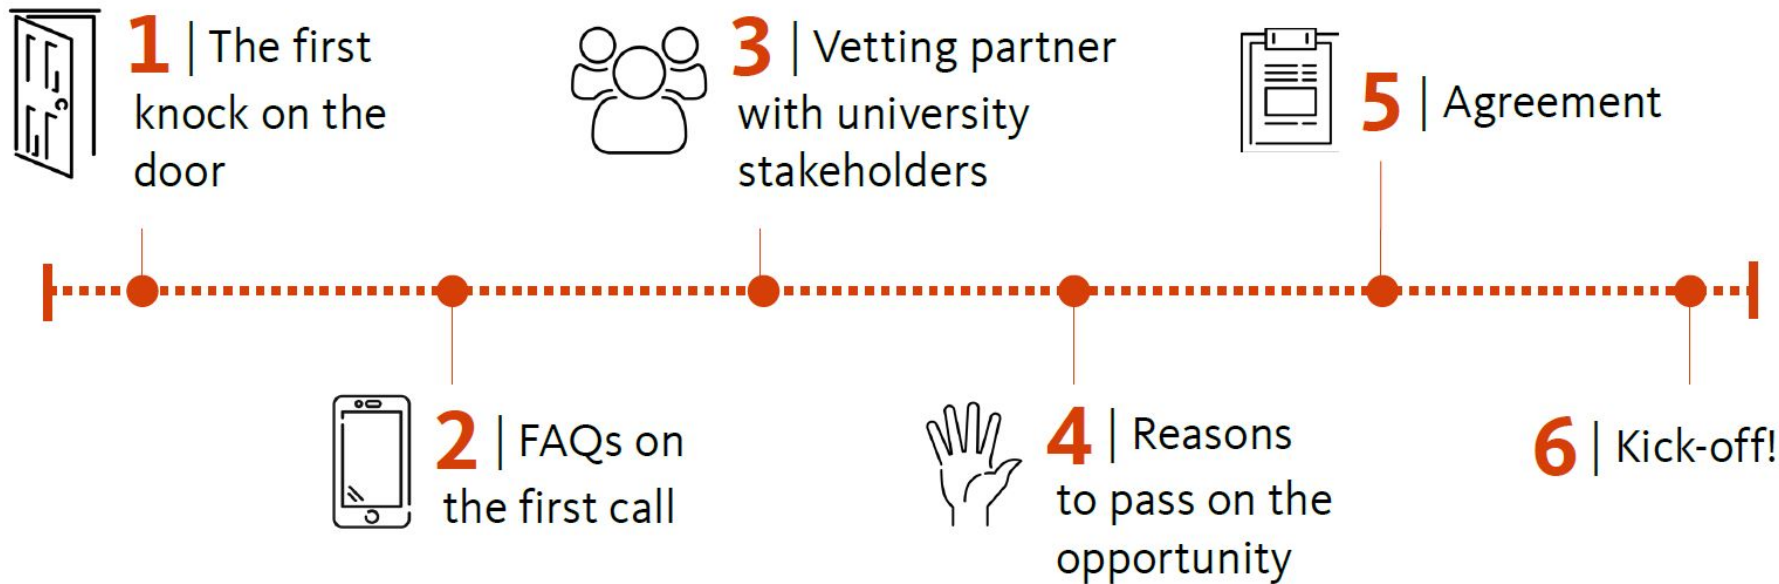 1 | The first
knock on the
door
2 | FAQs on
the first call
3 | Vetting partner
with university
stakeholders
4 | Reasons
to pass on the
opportunity
5 | Agreement
6 | Kick-off!